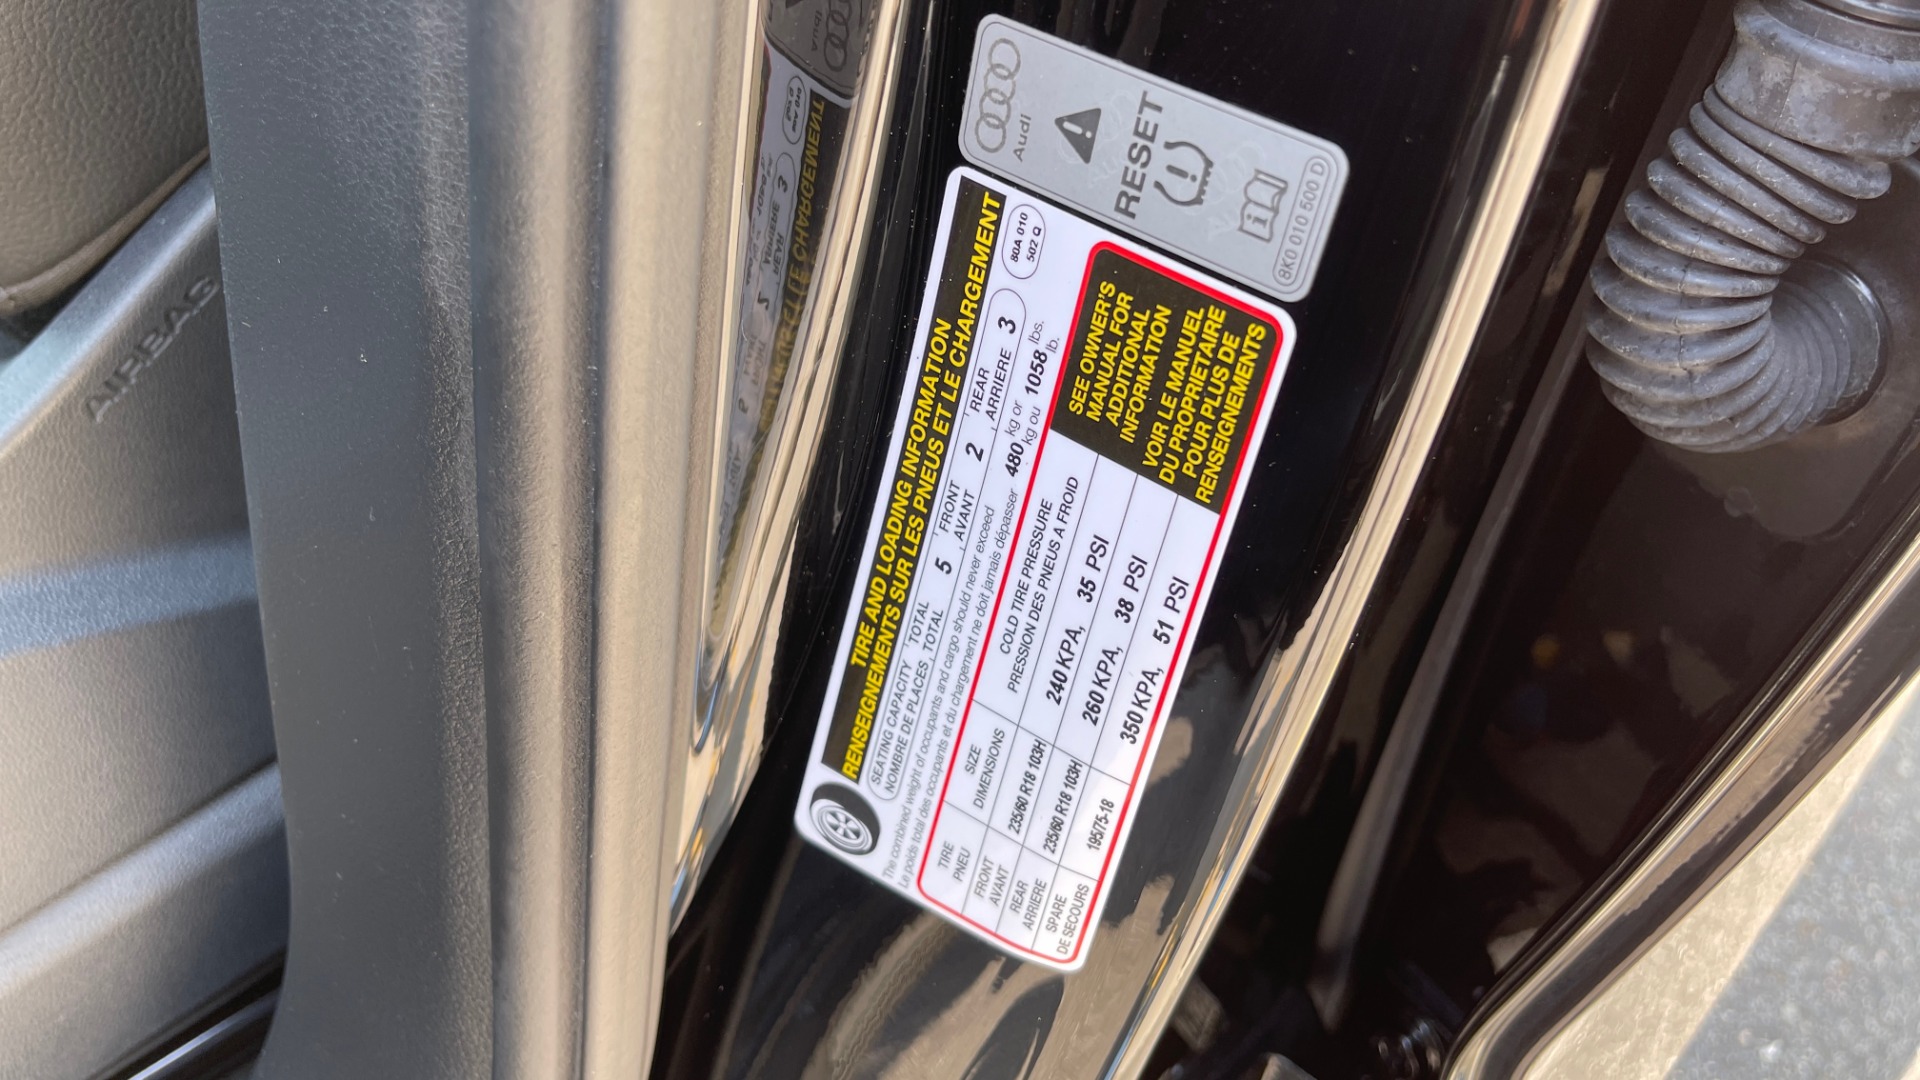 Audi
RESET
8K0 010 500 D
TIRE AND LOADING INFORMATION
RENSEIGNEMENTS SUR LES PNEUS ET LE CHARGEMENT
80A 010
502 Q
SEATING CAPACITY TOTAL 5 FRONT 2 REAR 3
NOMBRE DE PLACES TOTAL AVANT ARRIERE
The combined weight of occupants and cargo should never exceed 480 kg or 1058 lbs.
Le poids total des occupants et du chargement ne doit jamais dépasser kg ou lb.
TIRE SIZE COLD TIRE PRESSURE
PNEU DIMENSIONS PRESSION DES PNEUS A FROID
FRONT
AVANT 235/60 R18 103H 240 KPA, 35 PSI
REAR
ARRIERE 235/60 R18 103H 260 KPA, 38 PSI
SPARE
DE SECOURS 195/75-18 350 KPA, 51 PSI
SEE OWNER'S
MANUAL FOR
ADDITIONAL
INFORMATION
VOIR LE MANUEL
DU PROPRIETAIRE
POUR PLUS DE
RENSEIGNEMENTS
AIRBAG